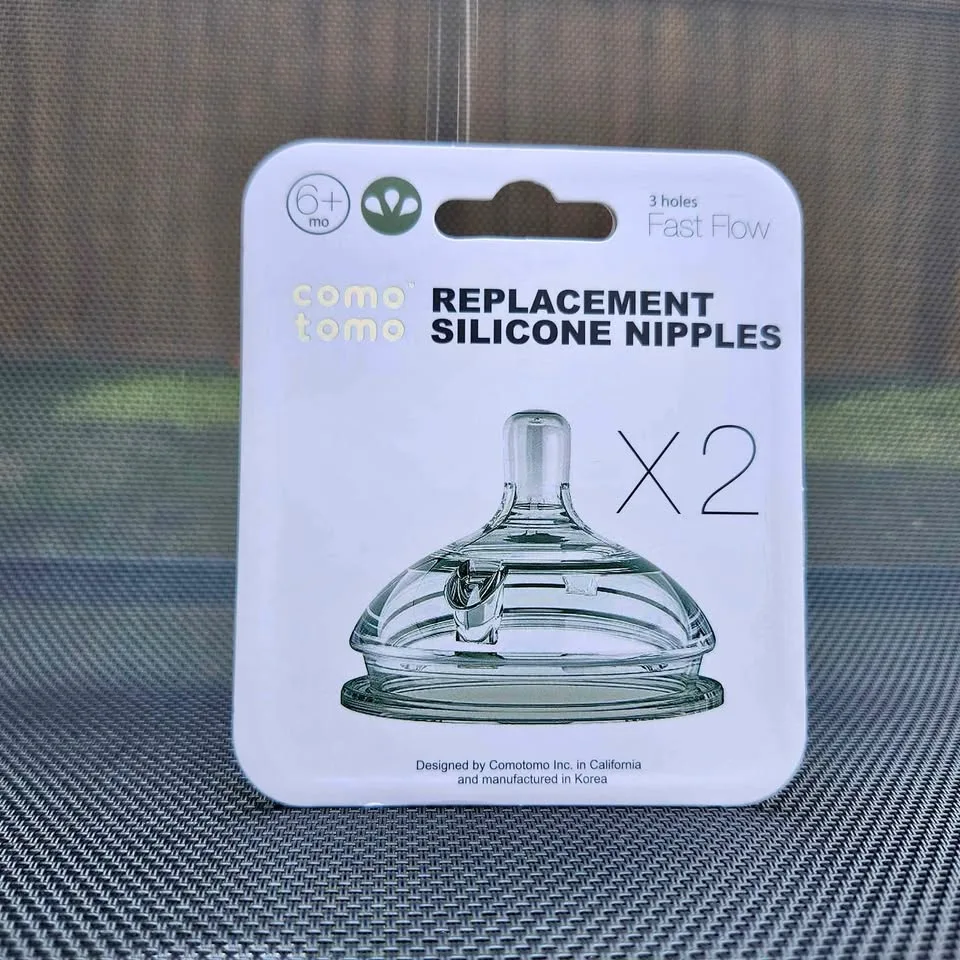 6+
mo
3 holes
Fast Flow
como™
tomo
REPLACEMENT
SILICONE NIPPLES
X2
Designed by Comotomo Inc. in California
and manufactured in Korea